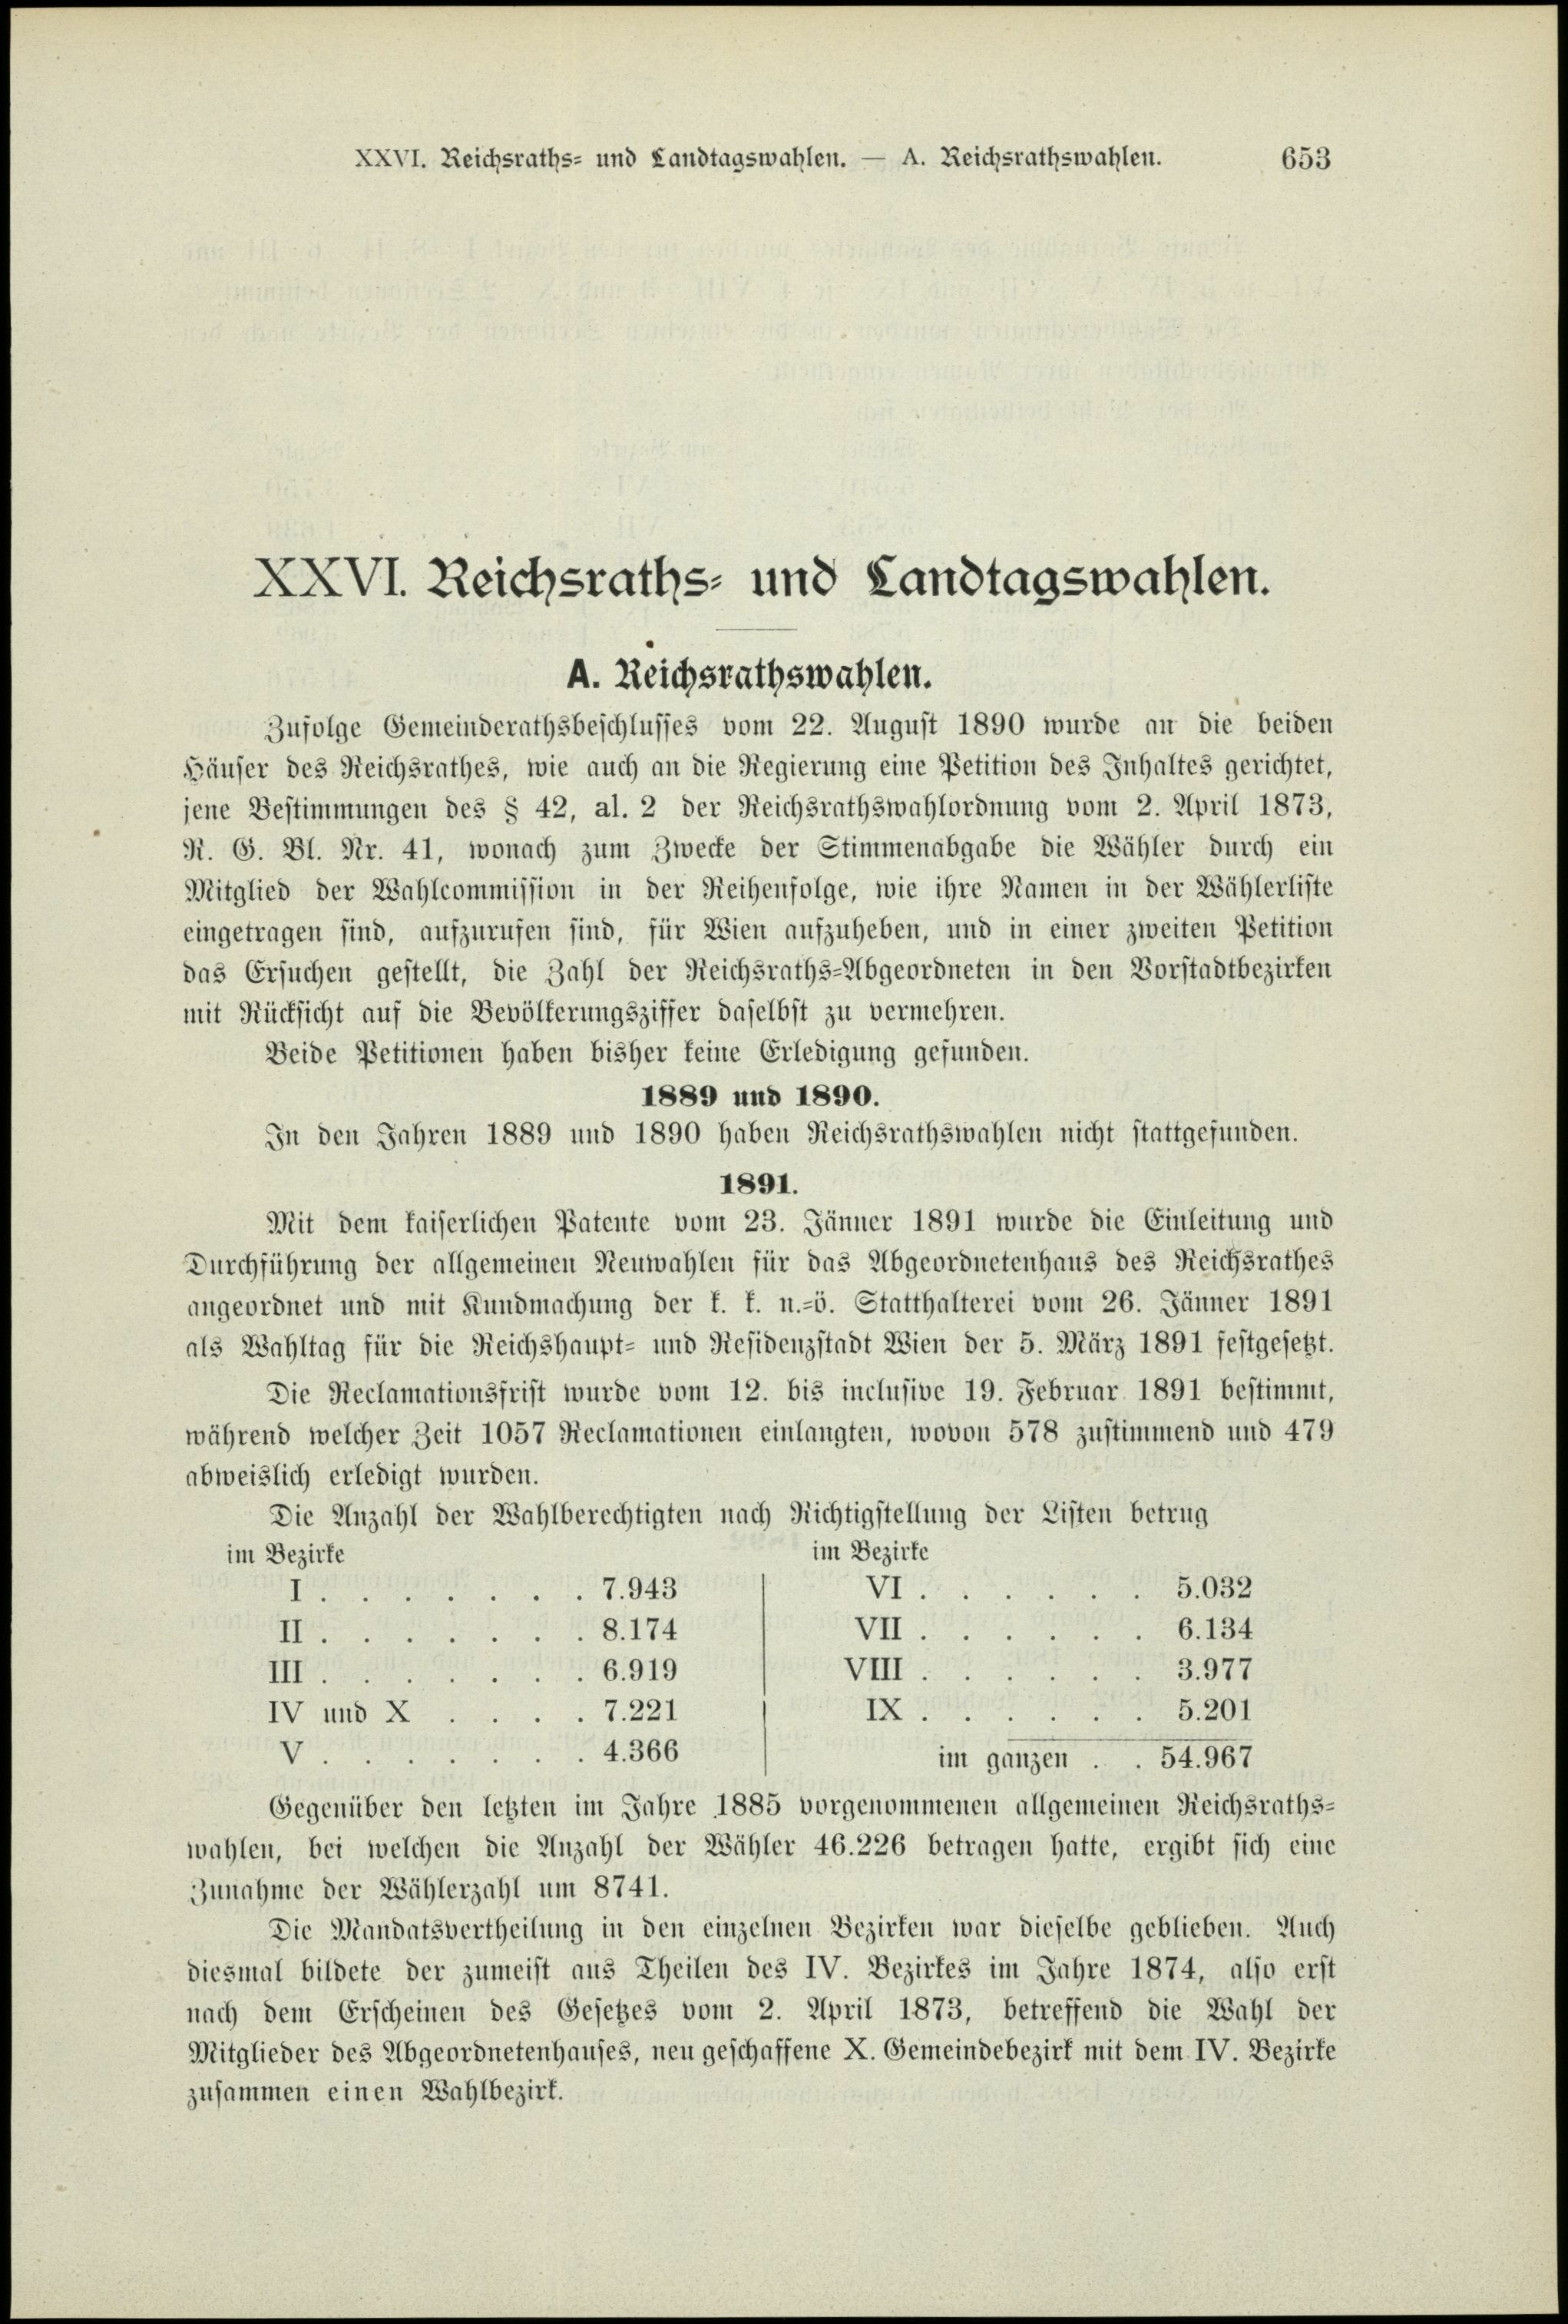 XXVI. Reichsraths- und Landtagswahlen. — A. Reichsrathswahlen. 653
XXVI. Reichsraths- und Landtagswahlen.
A. Reichsrathswahlen.
Zufolge Gemeinderathsbeschlusses vom 22. August 1890 wurde an die beiden
Häuser des Reichsrathes, wie auch an die Regierung eine Petition des Inhaltes gerichtet,
jene Bestimmungen des § 42, al. 2 der Reichsrathswahlordnung vom 2. April 1873,
R. G. Bl. Nr. 41, wonach zum Zwecke der Stimmenabgabe die Wähler durch ein
Mitglied der Wahlcommission in der Reihenfolge, wie ihre Namen in der Wählerliste
eingetragen sind, aufzurufen sind, für Wien aufzuheben, und in einer zweiten Petition
das Ersuchen gestellt, die Zahl der Reichsraths-Abgeordneten in den Vorstadtbezirken
mit Rücksicht auf die Bevölkerungsziffer daselbst zu vermehren.
Beide Petitionen haben bisher keine Erledigung gefunden.
1889 und 1890.
In den Jahren 1889 und 1890 haben Reichsrathswahlen nicht stattgefunden.
1891.
Mit dem kaiserlichen Patente vom 23. Jänner 1891 wurde die Einleitung und
Durchführung der allgemeinen Neuwahlen für das Abgeordnetenhaus des Reichsrathes
angeordnet und mit Kundmachung der k. k. n.-ö. Statthalterei vom 26. Jänner 1891
als Wahltag für die Reichshaupt- und Residenzstadt Wien der 5. März 1891 festgesetzt.
Die Reclamationsfrist wurde vom 12. bis inclusive 19. Februar 1891 bestimmt,
während welcher Zeit 1057 Reclamationen einlangten, wovon 578 zustimmend und 479
abweislich erledigt wurden.
Die Anzahl der Wahlberechtigten nach Richtigstellung der Listen betrug
im Bezirke im Bezirke
I . . . . . . . 7.943 VI . . . . . . 5.032
II . . . . . . . 8.174 VII . . . . . . 6.134
III . . . . . . . 6.919 VIII . . . . . . 3.977
IV und X . . . . 7.221 IX . . . . . . 5.201
V . . . . . . . 4.366 im ganzen . . 54.967
Gegenüber den letzten im Jahre 1885 vorgenommenen allgemeinen Reichsraths-
wahlen, bei welchen die Anzahl der Wähler 46.226 betragen hatte, ergibt sich eine
Zunahme der Wählerzahl um 8741.
Die Mandatsvertheilung in den einzelnen Bezirken war dieselbe geblieben. Auch
diesmal bildete der zumeist aus Theilen des IV. Bezirkes im Jahre 1874, also erst
nach dem Erscheinen des Gesetzes vom 2. April 1873, betreffend die Wahl der
Mitglieder des Abgeordnetenhauses, neu geschaffene X. Gemeindebezirk mit dem IV. Bezirke
zusammen einen Wahlbezirk.